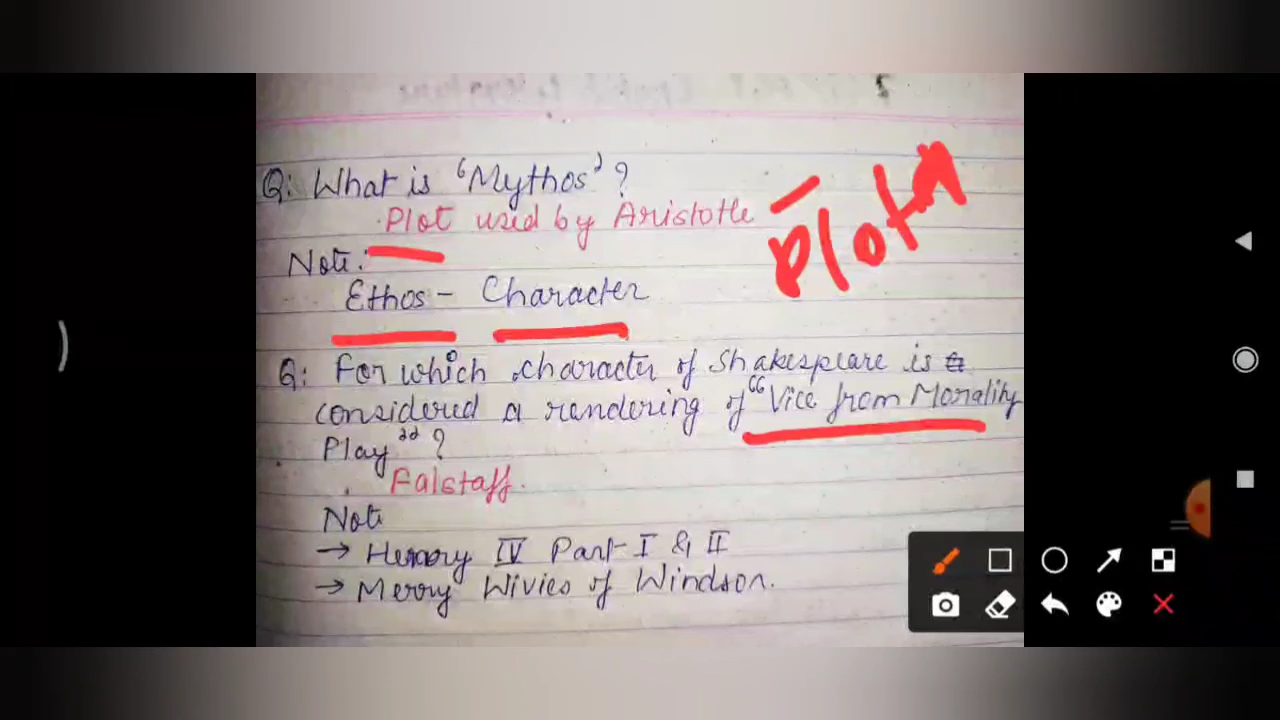 Q: What is 'Mythos'?
Plot used by Aristotle
Plot
Note:
Ethos - Character
Q: For which character of Shakespeare is
considered a rendering of "Vice from Morality
Play"?
Falstaff.
Note
→ Henry IV Part I & II
→ Merry Wivies of Windson.